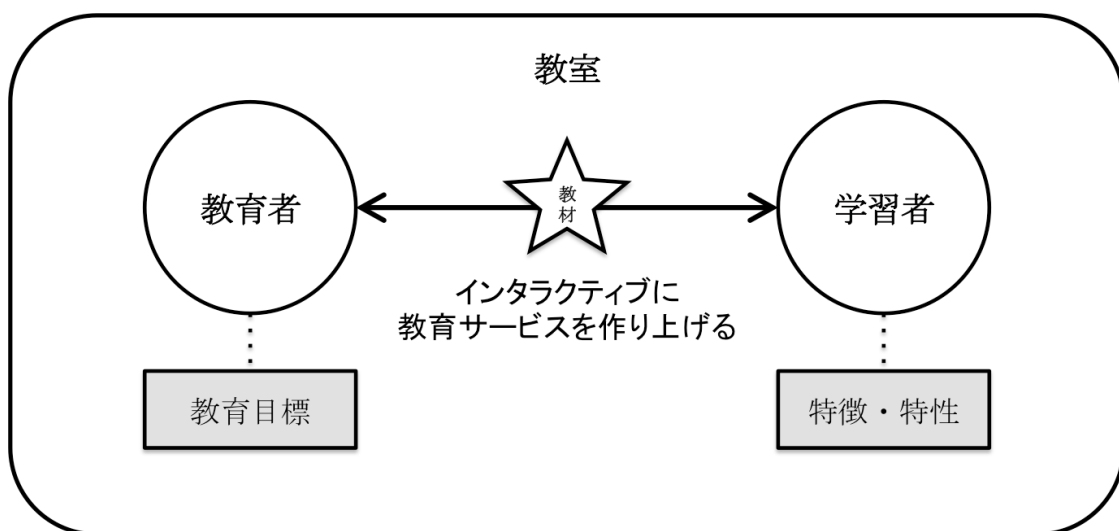 教室
教育者
教
材
学習者
インタラクティブに
教育サービスを作り上げる
教育目標
特徴・特性